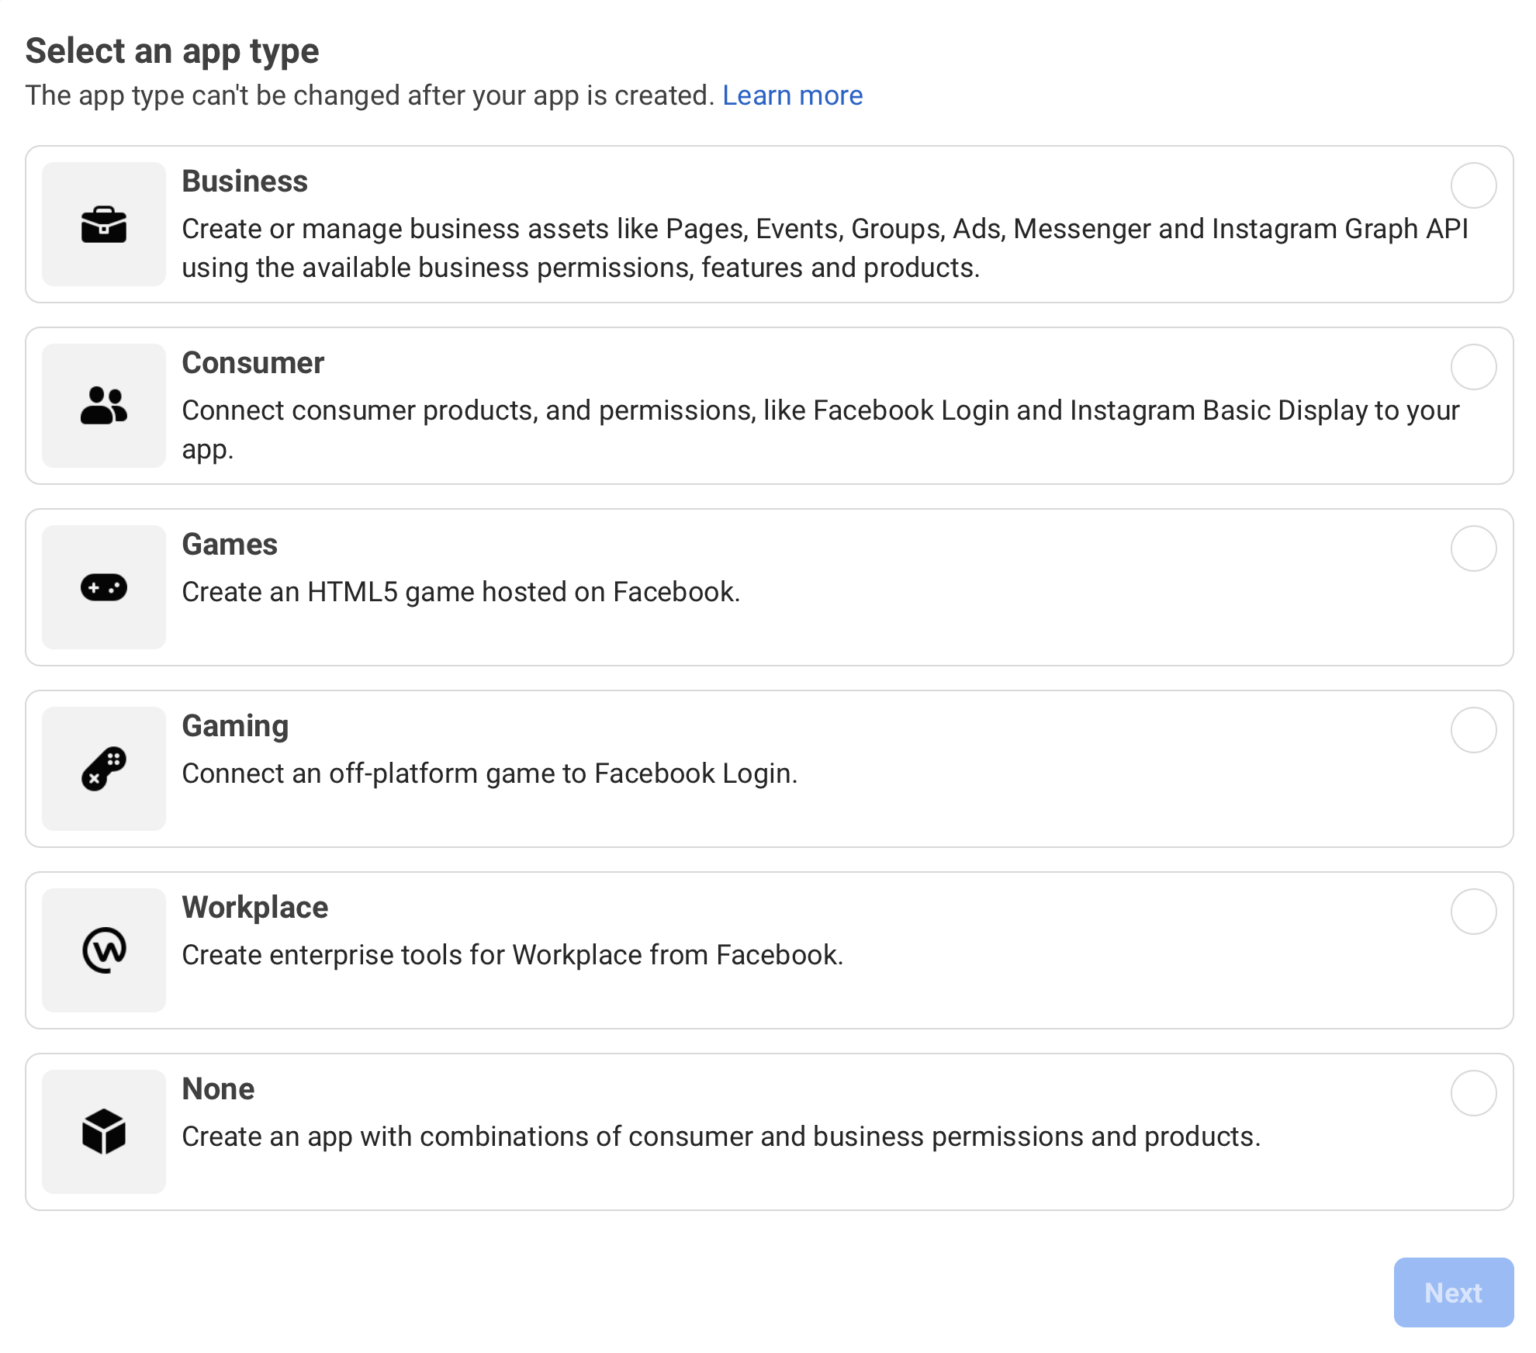 Select an app type
The app type can't be changed after your app is created. Learn more
Business
Create or manage business assets like Pages, Events, Groups, Ads, Messenger and Instagram Graph API
using the available business permissions, features and products.
Consumer
Connect consumer products, and permissions, like Facebook Login and Instagram Basic Display to your
app.
Games
Create an HTML5 game hosted on Facebook.
Gaming
Connect an off-platform game to Facebook Login.
Workplace
Create enterprise tools for Workplace from Facebook.
None
Create an app with combinations of consumer and business permissions and products.
Next